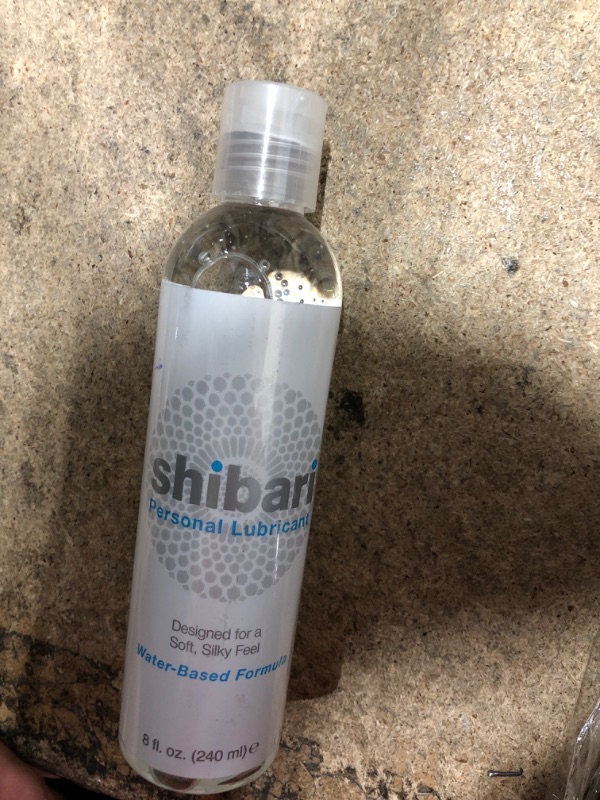 shibari
Personal Lubricant
Designed for a
Soft, Silky Feel
Water-Based Formula
8 fl. oz. (240 ml) ℮